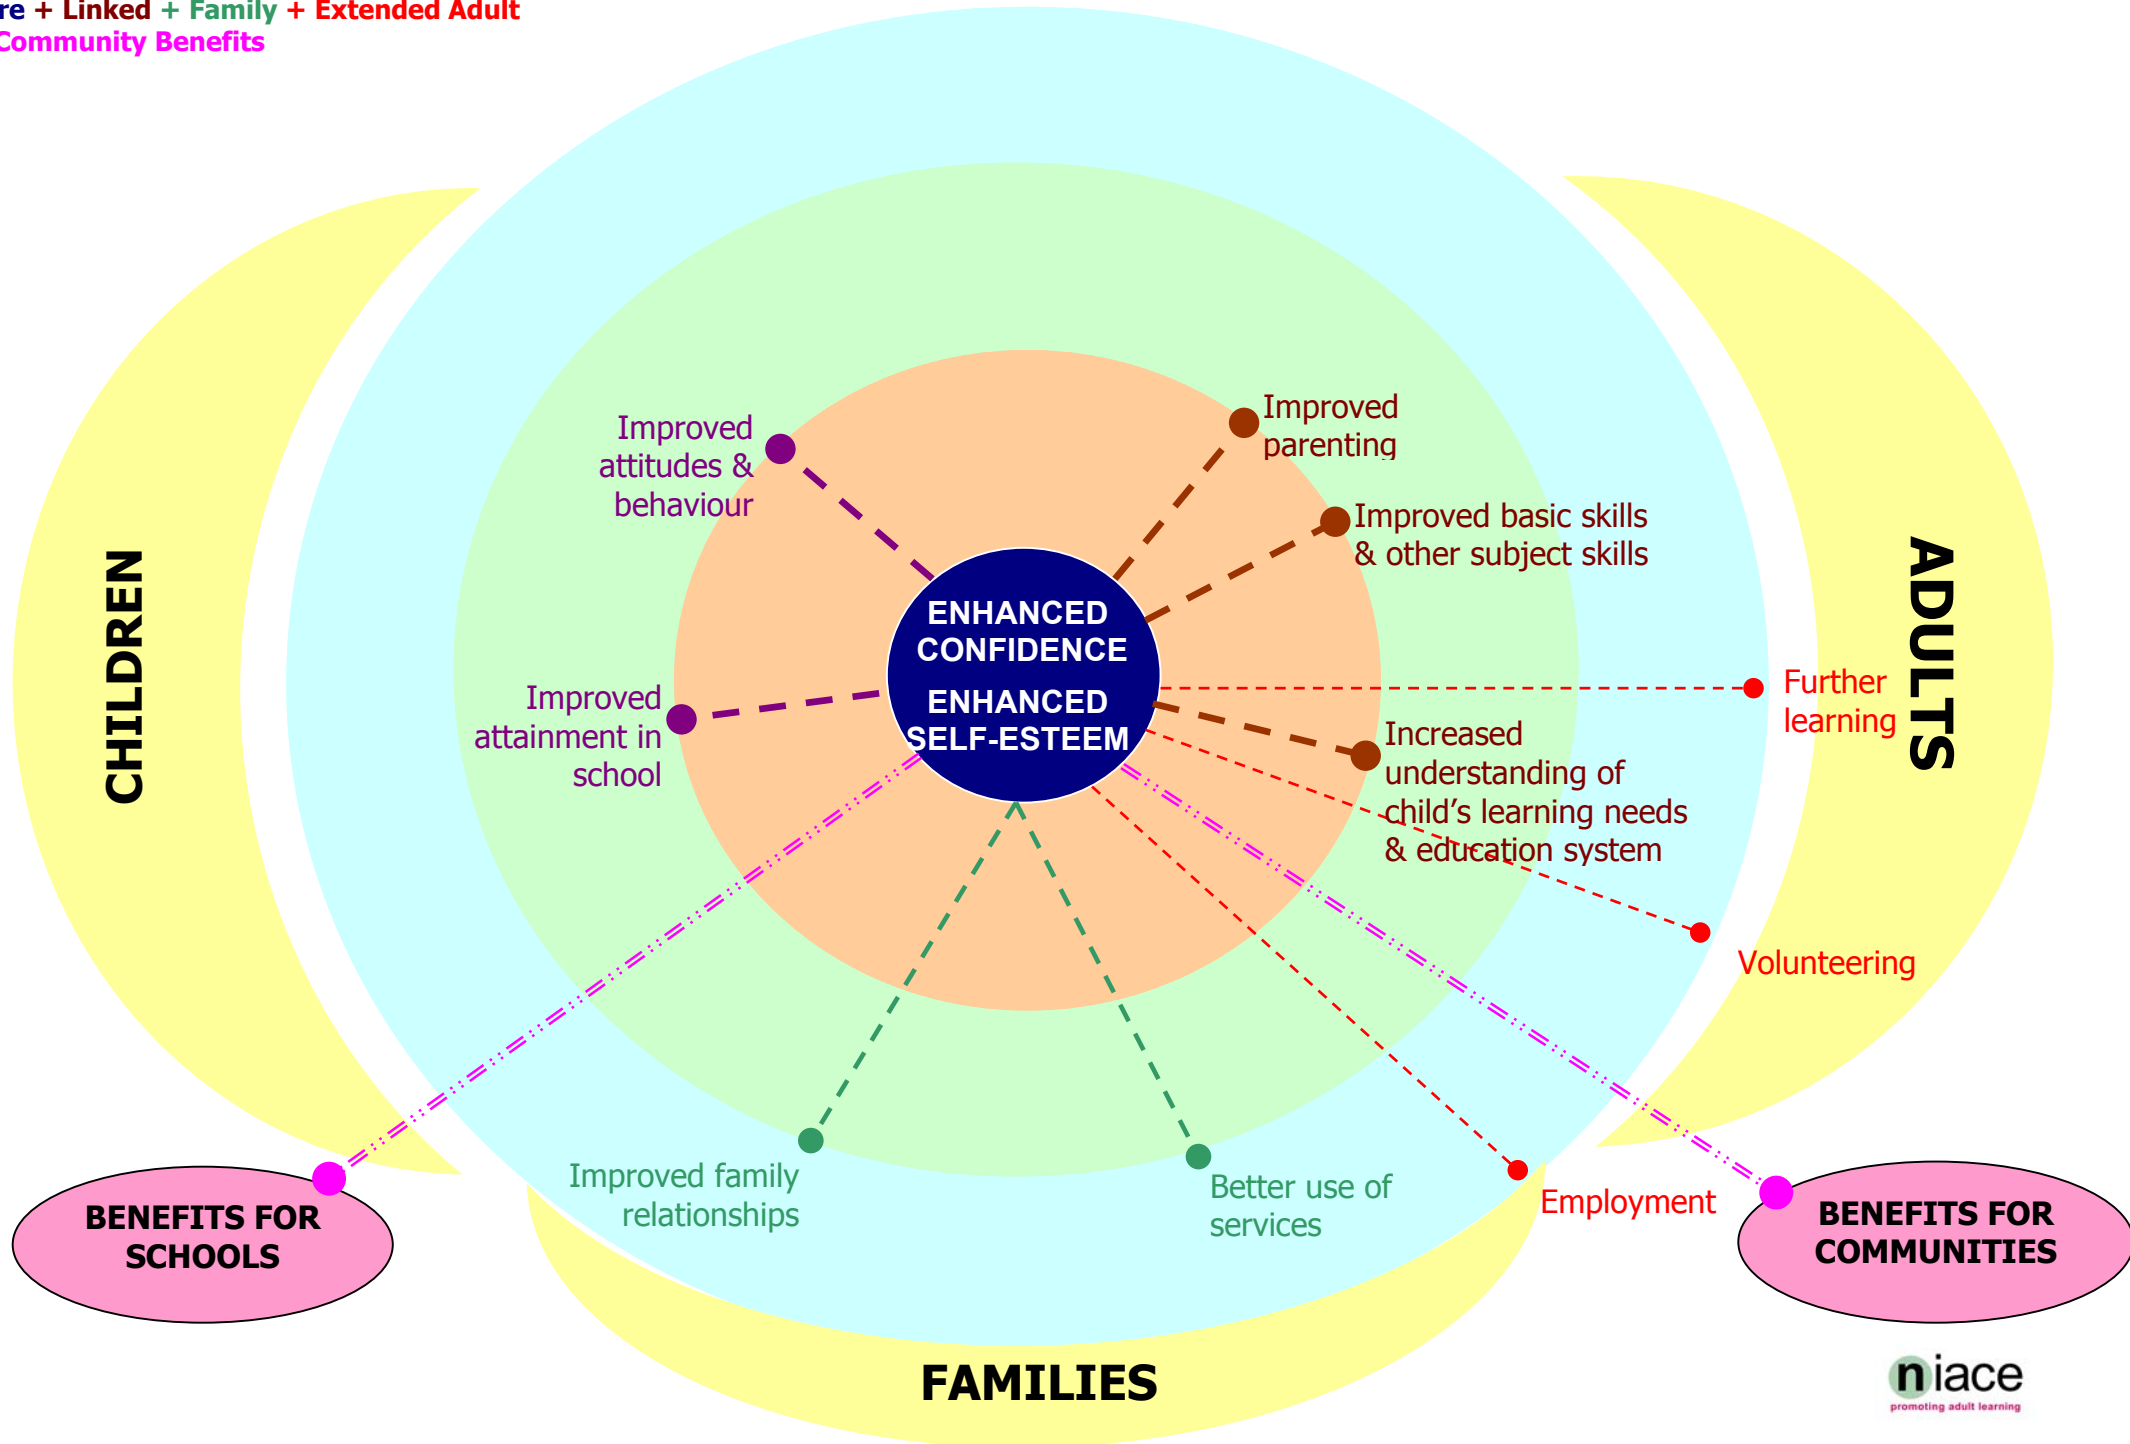 re + Linked + Family + Extended Adult
Community Benefits
Improved
attitudes &
behaviour
Improved
parenting
Improved basic skills
& other subject skills
CHILDREN
ADULTS
ENHANCED
CONFIDENCE
ENHANCED
SELF-ESTEEM
Improved
attainment in
school
Further
learning
Increased
understanding of
child’s learning needs
& education system
Volunteering
Improved family
relationships
Better use of
services
Employment
BENEFITS FOR
SCHOOLS
BENEFITS FOR
COMMUNITIES
FAMILIES
niace
promoting adult learning